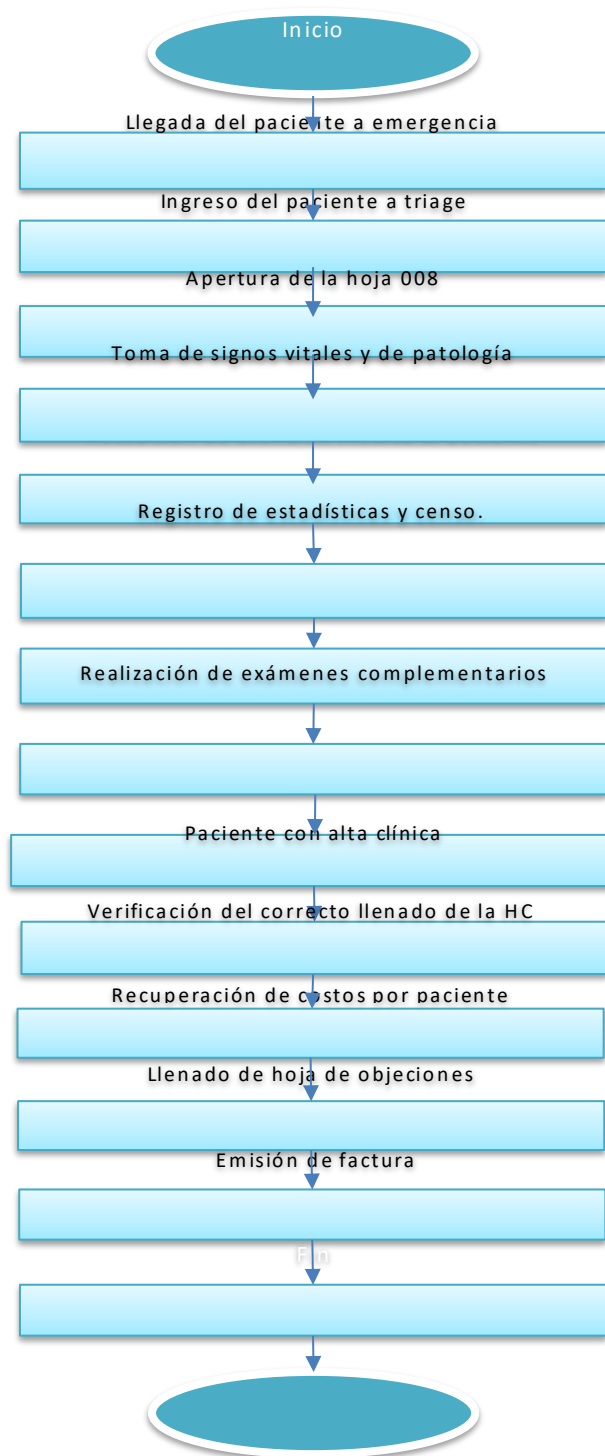 Inicio
Llegada del paciente a emergencia
Ingreso del paciente a triage
Apertura de la hoja 008
Toma de signos vitales y de patología
Registro de estadísticas y censo.
Realización de exámenes complementarios
Paciente con alta clínica
Verificación del correcto llenado de la HC
Recuperación de costos por paciente
Llenado de hoja de objeciones
Emisión de factura
Fin